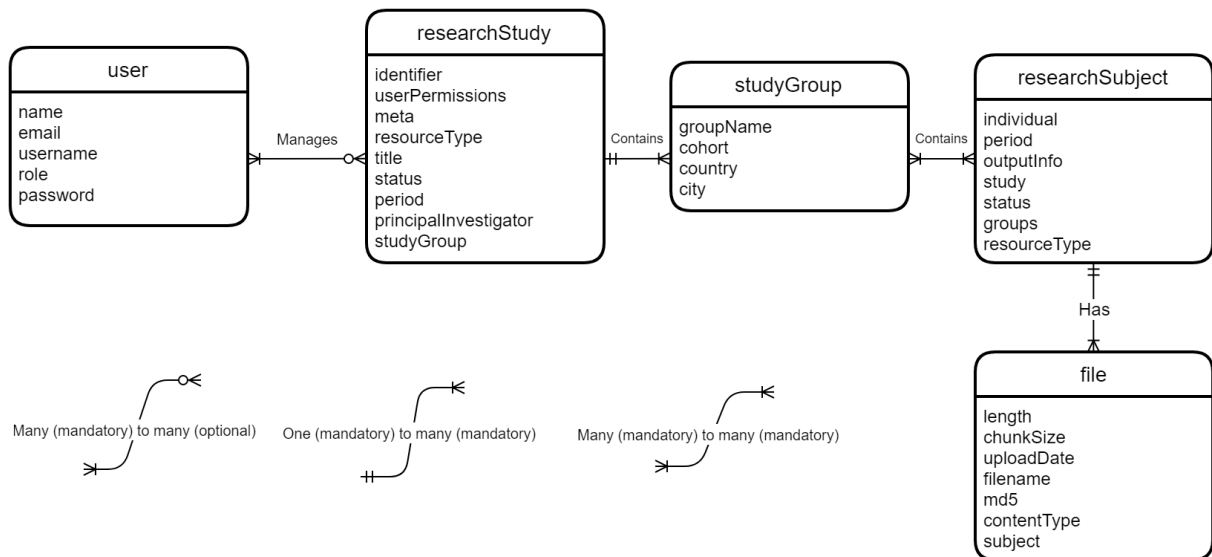 user
name
email
username
role
password
Manages
researchStudy
identifier
userPermissions
meta
resourceType
title
status
period
principalInvestigator
studyGroup
Contains
studyGroup
groupName
cohort
country
city
Contains
researchSubject
individual
period
outputInfo
study
status
groups
resourceType
Has
file
length
chunkSize
uploadDate
filename
md5
contentType
subject
Many (mandatory) to many (optional)
One (mandatory) to many (mandatory)
Many (mandatory) to many (mandatory)